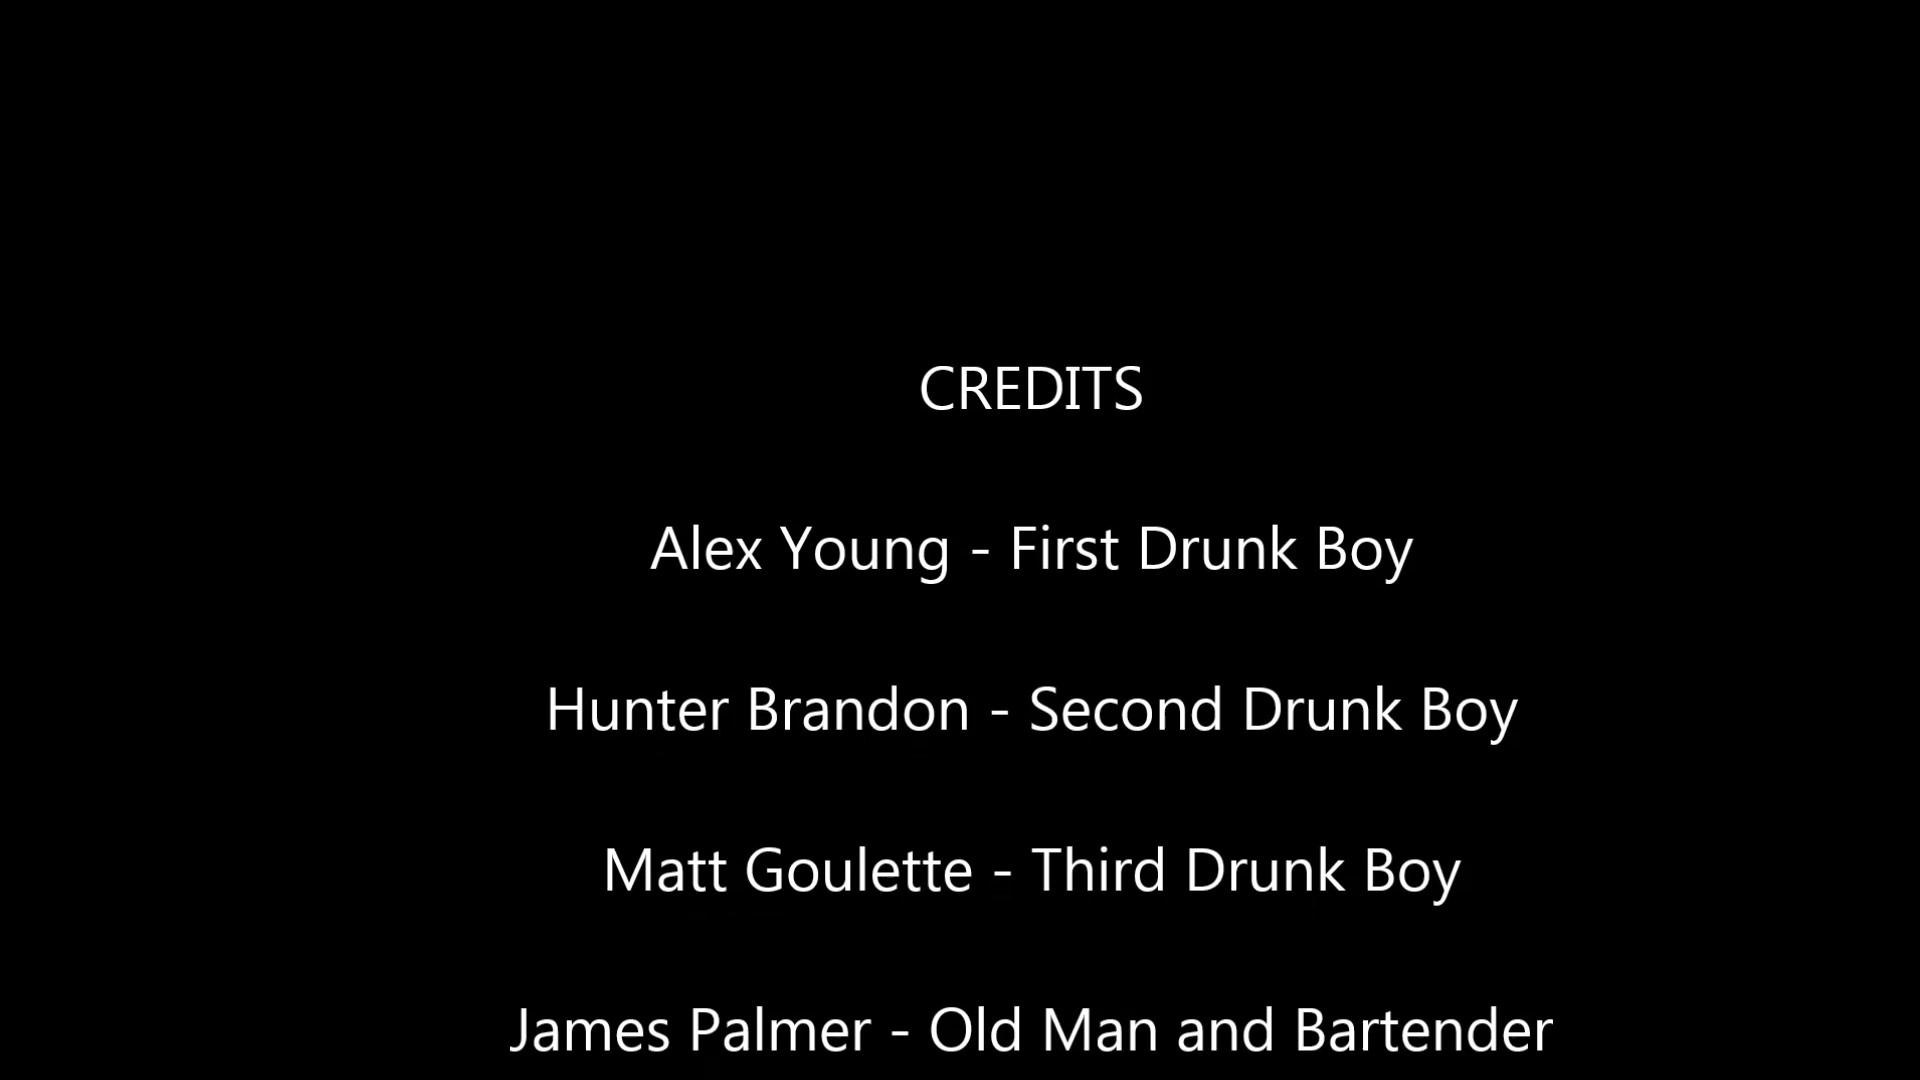 CREDITS
Alex Young - First Drunk Boy
Hunter Brandon - Second Drunk Boy
Matt Goulette - Third Drunk Boy
James Palmer - Old Man and Bartender